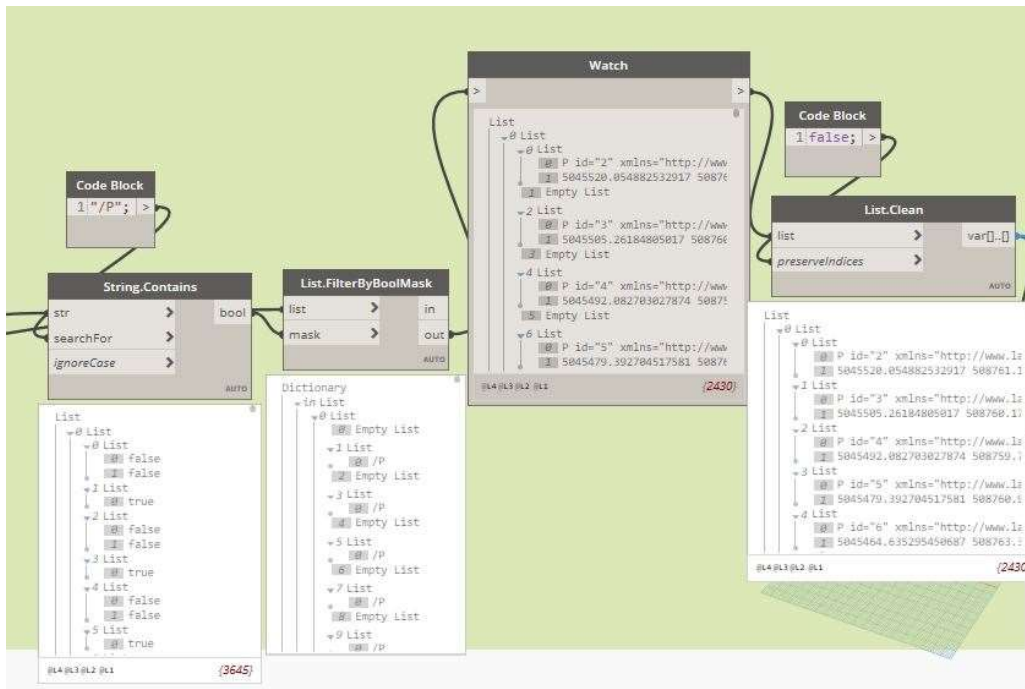 Code Block
1 "/P"; >
String.Contains
str > bool
searchFor >
ignoreCase >
AUTO
List
0 List
0 List
0 false
1 false
1 List
0 true
2 List
0 false
1 false
3 List
0 true
4 List
0 false
1 false
5 List
0 true
@L4 @L3 @L2 @L1 {3645}
List.FilterByBoolMask
list > in
mask > out
AUTO
Dictionary
in List
0 List
0 Empty List
1 List
0 /P
2 Empty List
3 List
0 /P
4 Empty List
5 List
0 /P
6 Empty List
7 List
0 /P
8 Empty List
9 List
0 /P
Watch
> >
List
0 List
0 List
0 P id="2" xmlns="http://www
1 5045520.054882532917 50876
1 Empty List
2 List
0 P id="3" xmlns="http://www
1 5045505.26184805017 508760
3 Empty List
4 List
0 P id="4" xmlns="http://www
1 5045492.082703027874 50875
5 Empty List
6 List
0 P id="5" xmlns="http://www
1 5045479.392704517581 50876
@L4 @L3 @L2 @L1 {2430}
Code Block
1 false; >
List.Clean
list > var[]..[]
preserveIndices >
AUTO
List
0 List
0 List
0 P id="2" xmlns="http://www.la
1 5045520.054882532917 508761.1
1 List
0 P id="3" xmlns="http://www.la
1 5045505.26184805017 508760.17
2 List
0 P id="4" xmlns="http://www.la
1 5045492.082703027874 508759.7
3 List
0 P id="5" xmlns="http://www.la
1 5045479.392704517581 508760.9
4 List
0 P id="6" xmlns="http://www.la
1 5045464.635295450687 508763.3
@L4 @L3 @L2 @L1 {2430